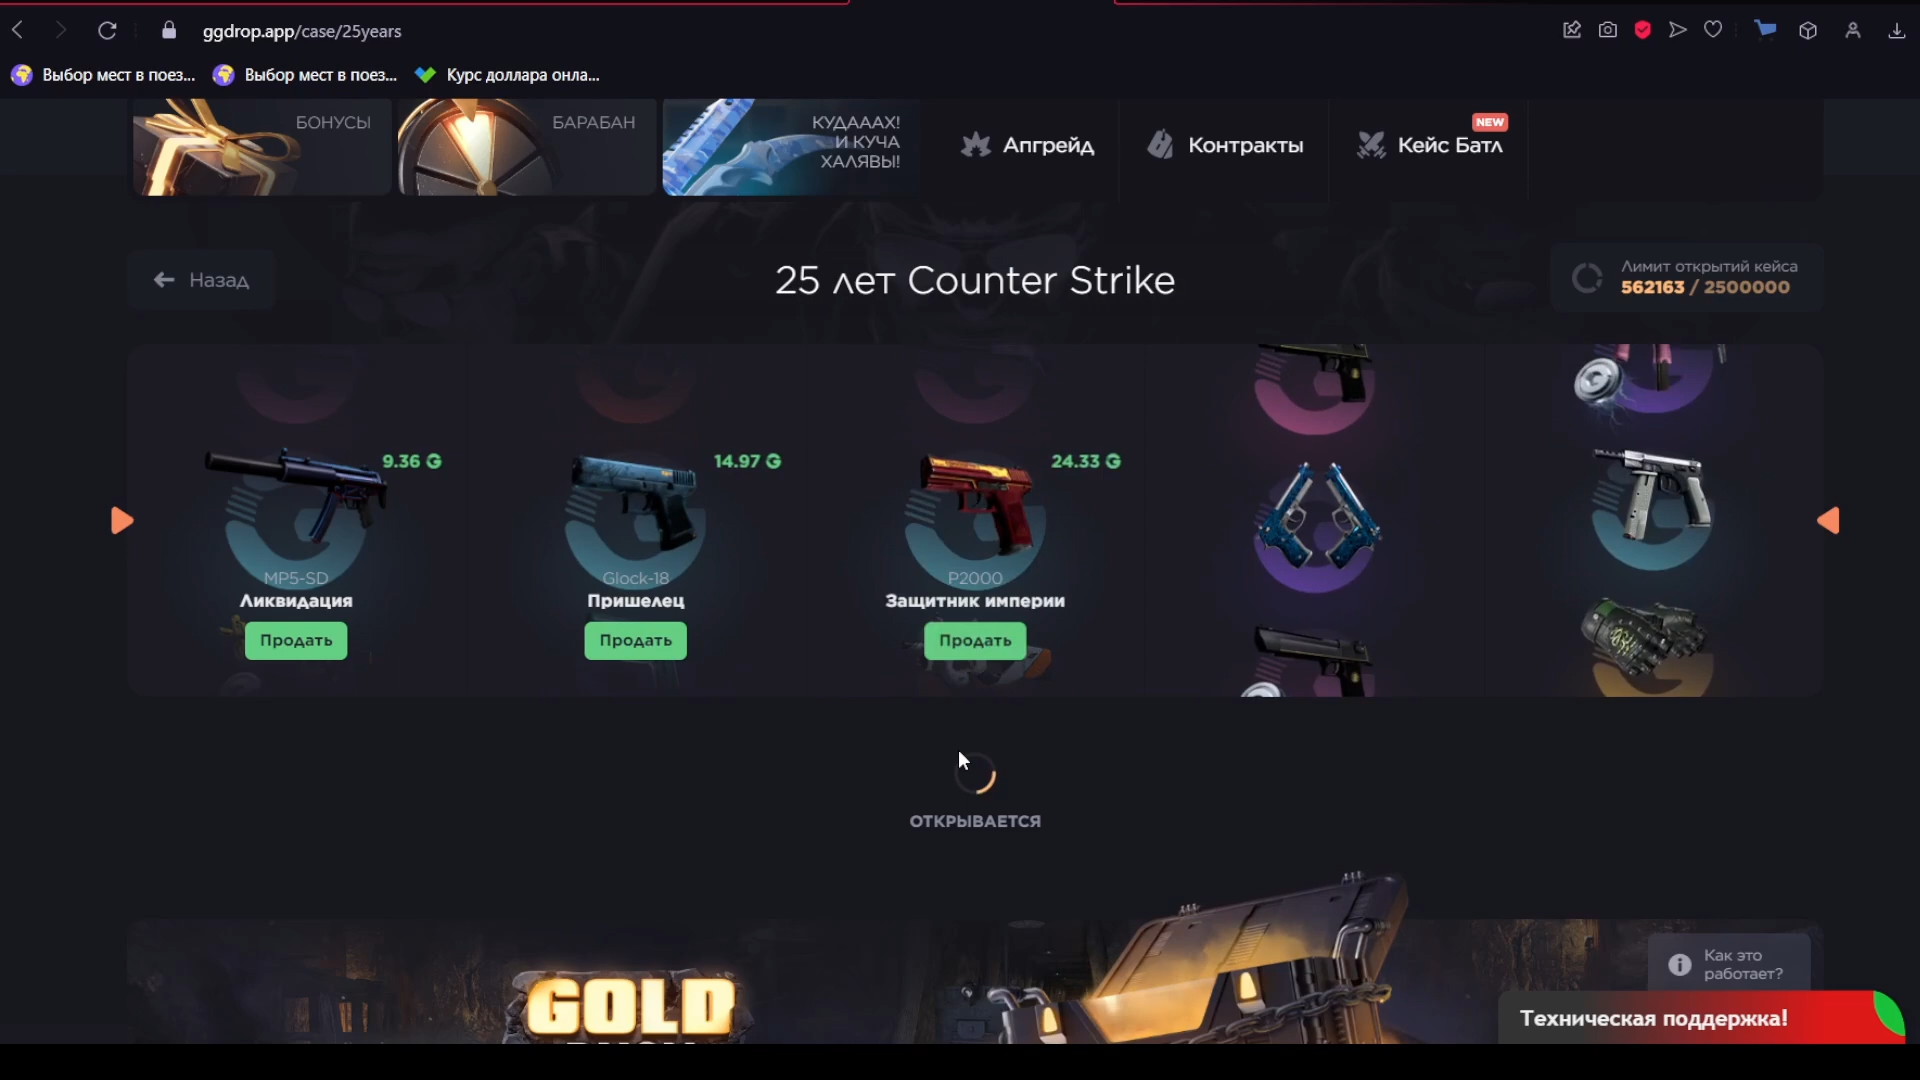 ggdrop.app/case/25years
Выбор мест в поез...
Выбор мест в поез...
Курс доллара онла...
БОНУСЫ
БАРАБАН
КУДАААХ!
И КУЧА
ХАЛЯВЫ!
Апгрейд
Контракты
NEW
Кейс Батл
Назад
25 лет Counter Strike
Лимит открытий кейса
562163 / 2500000
9.36
14.97
24.33
MP5-SD
Ликвидация
Продать
Glock-18
Пришелец
Продать
P2000
Защитник империи
Продать
ОТКРЫВАЕТСЯ
GOLD
Как это
работает?
Техническая поддержка!